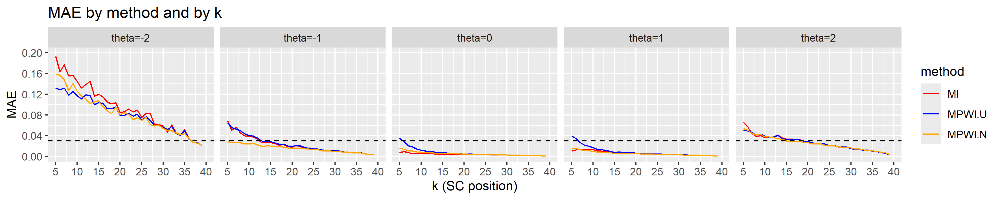 MAE by method and by k
theta=-2 theta=-1 theta=0 theta=1 theta=2
MAE
0.20
0.16
0.12
0.08
0.04
0.00
5 10 15 20 25 30 35 40 5 10 15 20 25 30 35 40 5 10 15 20 25 30 35 40 5 10 15 20 25 30 35 40 5 10 15 20 25 30 35 40
k (SC position)
method
MI
MPWI.U
MPWI.N